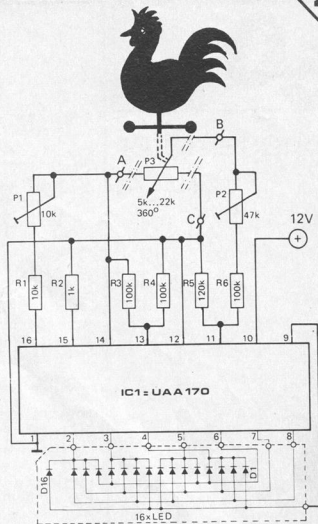 B
A
P3
P1
10k
5k...22k
360°
P2
47k
C
12V
+
R1
10k
R2
1k
R3
100k
R4
100k
R5
120k
R6
100k
16
15
14
13
12
11
10
9
IC1=UAA170
1
2
3
4
5
6
7
8
D16
D1
16×LED